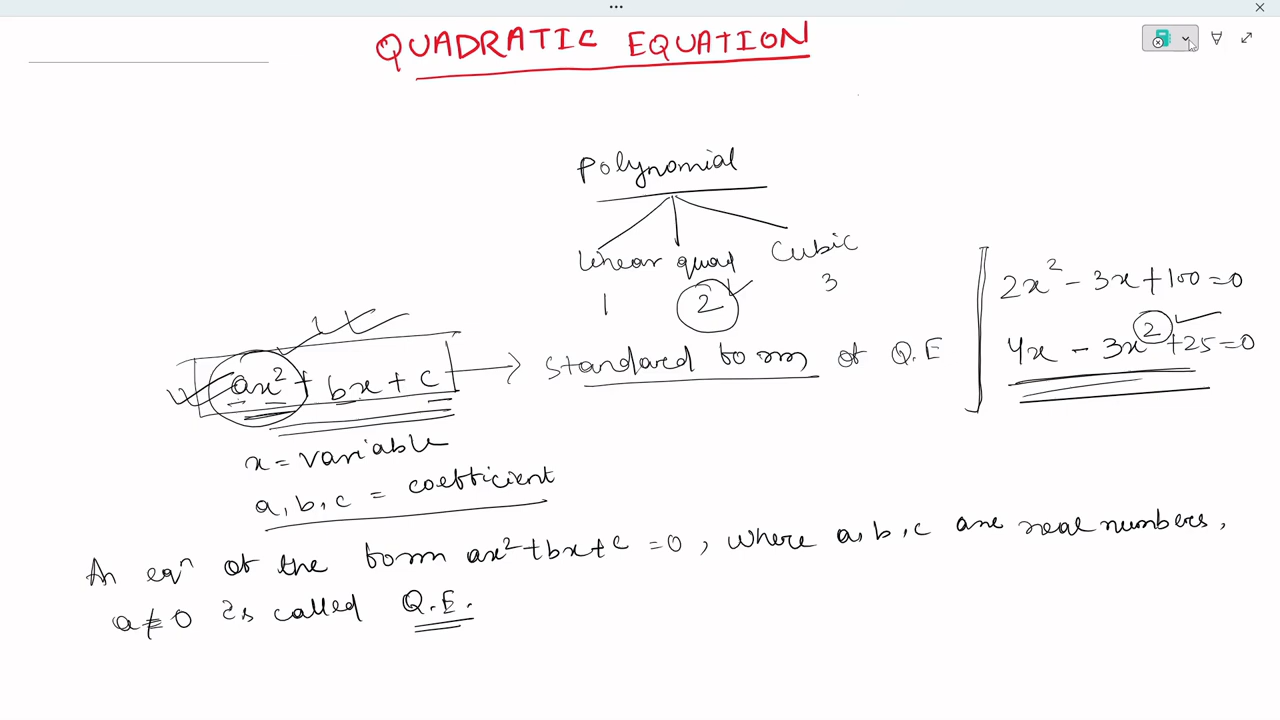 QUADRATIC EQUATION
Polynomial
linear quad Cubic
1 2 3
2x² - 3x + 100 = 0
4x - 3x² + 25 = 0
ax² + bx + c → standard form of Q.E
x = variable
a, b, c = coefficient
An eqⁿ of the form ax² + bx + c = 0, where a, b, c are real numbers,
a ≠ 0 is called Q.E.